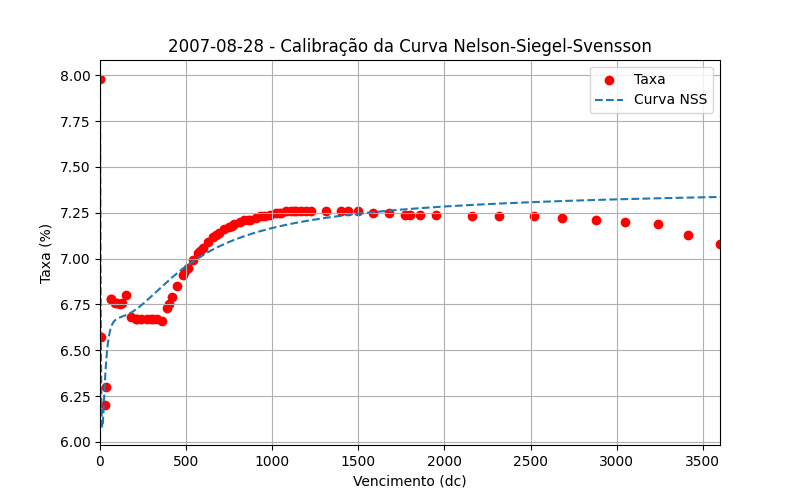 2007-08-28 - Calibração da Curva Nelson-Siegel-Svensson
Taxa
Curva NSS
Taxa (%)
8.00
7.75
7.50
7.25
7.00
6.75
6.50
6.25
6.00
0 500 1000 1500 2000 2500 3000 3500
Vencimento (dc)